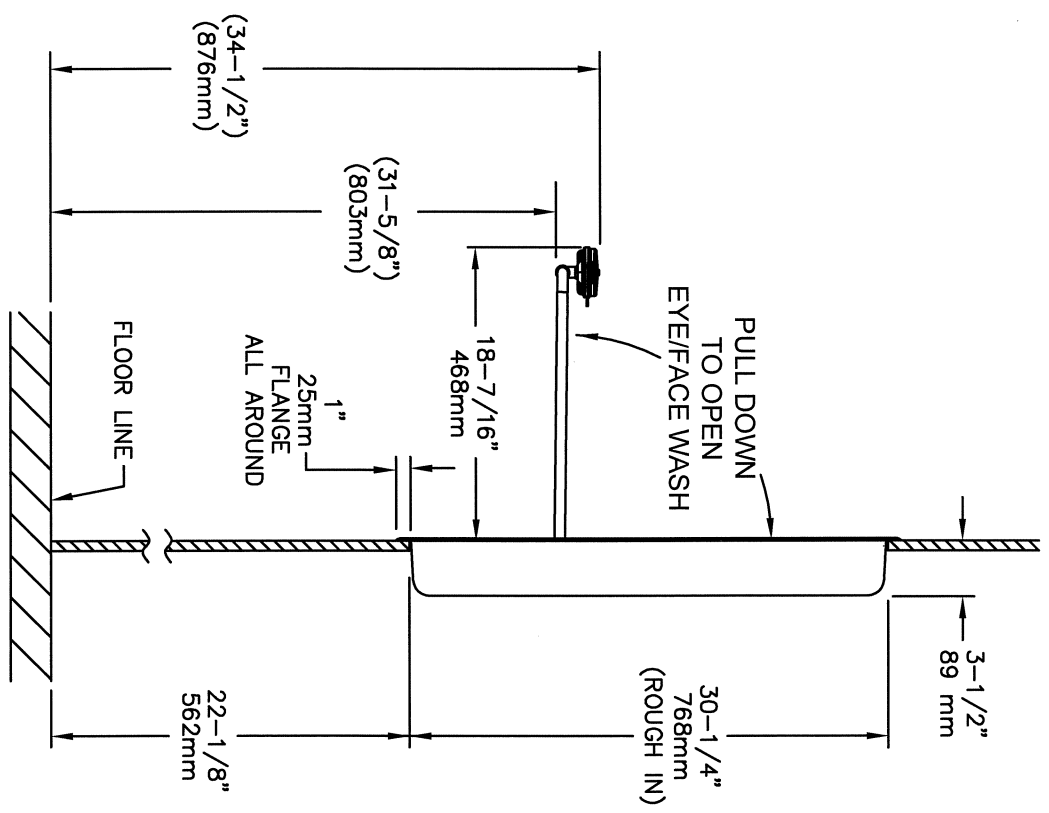 PULL DOWN
TO OPEN
EYE/FACE WASH
3-1/2"
89 mm
30-1/4"
768mm
(ROUGH IN)
18-7/16"
468mm
(31-5/8")
(803mm)
(34-1/2")
(876mm)
1"
25mm
FLANGE
ALL AROUND
22-1/8"
562mm
FLOOR LINE